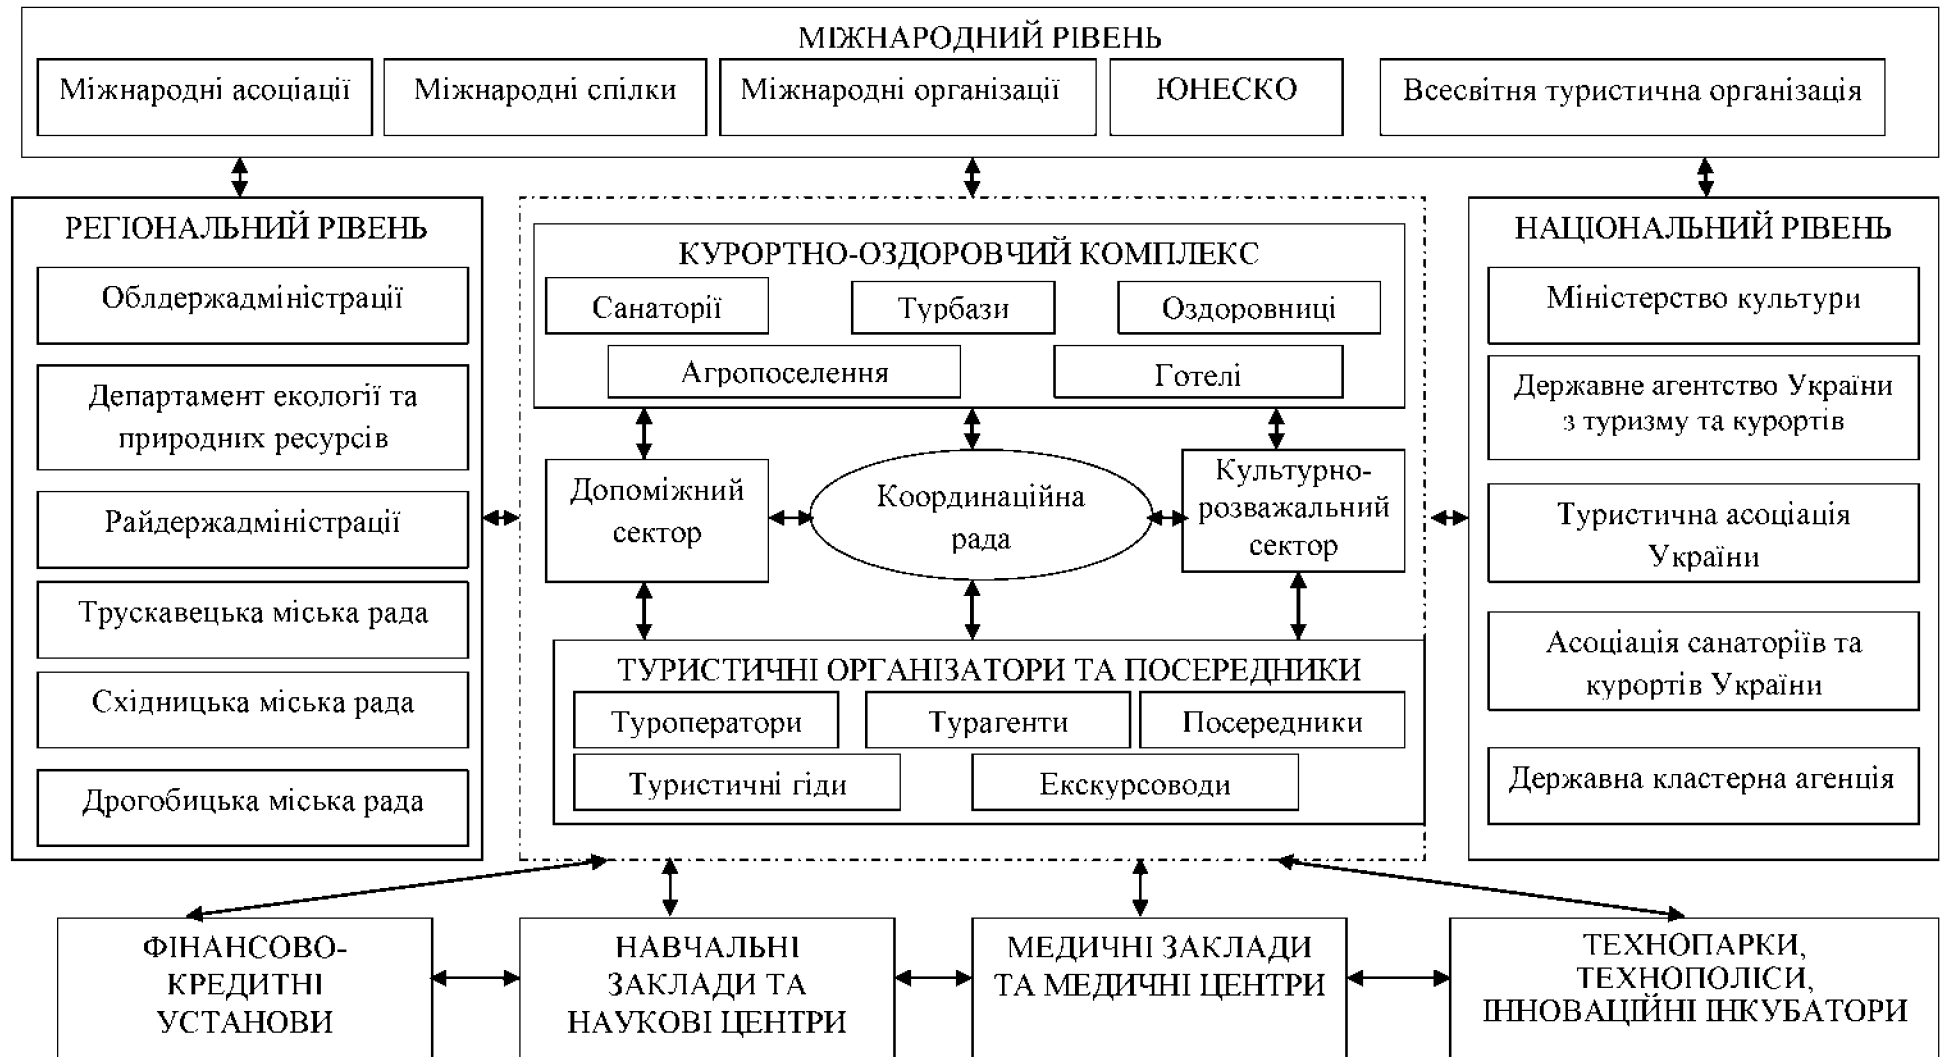 МІЖНАРОДНИЙ РІВЕНЬ
Міжнародні асоціації
Міжнародні спілки
Міжнародні організації
ЮНЕСКО
Всесвітня туристична організація
РЕГІОНАЛЬНИЙ РІВЕНЬ
Облдержадміністрації
Департамент екології та
природних ресурсів
Райдержадміністрації
Трускавецька міська рада
Східницька міська рада
Дрогобицька міська рада
КУРОРТНО-ОЗДОРОВЧИЙ КОМПЛЕКС
Санаторії
Турбази
Оздоровниці
Агропоселення
Готелі
Допоміжний
сектор
Координаційна
рада
Культурно-
розважальний
сектор
ТУРИСТИЧНІ ОРГАНІЗАТОРИ ТА ПОСЕРЕДНИКИ
Туроператори
Турагенти
Посередники
Туристичні гіди
Екскурсоводи
НАЦІОНАЛЬНИЙ РІВЕНЬ
Міністерство культури
Державне агентство України
з туризму та курортів
Туристична асоціація
України
Асоціація санаторіїв та
курортів України
Державна кластерна агенція
ФІНАНСОВО-
КРЕДИТНІ
УСТАНОВИ
НАВЧАЛЬНІ
ЗАКЛАДИ ТА
НАУКОВІ ЦЕНТРИ
МЕДИЧНІ ЗАКЛАДИ
ТА МЕДИЧНІ ЦЕНТРИ
ТЕХНОПАРКИ,
ТЕХНОПОЛІСИ,
ІННОВАЦІЙНІ ІНКУБАТОРИ